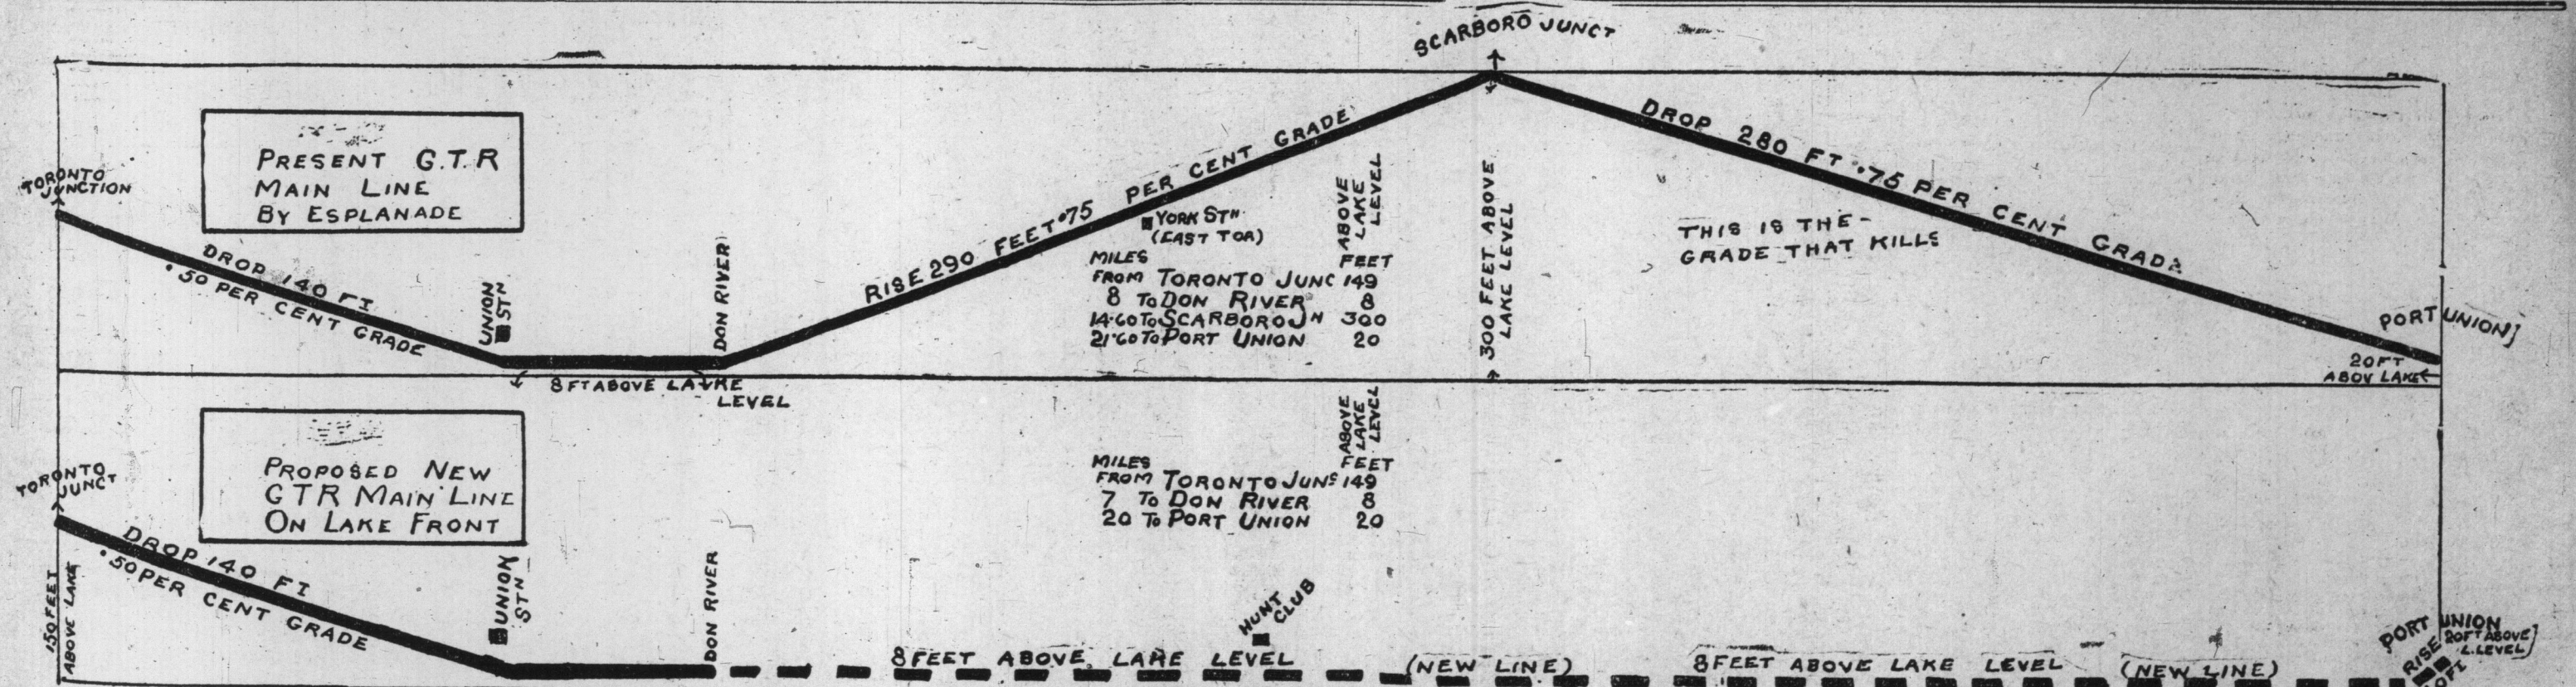 SCARBORO JUNCT
PRESENT G.T.R
MAIN LINE
BY ESPLANADE
TORONTO
JUNCTION
DROP 140 FT
.50 PER CENT GRADE
UNION
STN
DON RIVER
8 FT ABOVE LAKE
LEVEL
RISE 290 FEET .75 PER CENT GRADE
YORK STN
(EAST TOR)
ABOVE
LAKE
LEVEL
MILES FEET
FROM TORONTO JUNC 149
8 TO DON RIVER 8
14.60 TO SCARBORO JN 300
21.60 TO PORT UNION 20
300 FEET ABOVE
LAKE LEVEL
DROP 280 FT .75 PER CENT GRADE
THIS IS THE-
GRADE THAT KILLS
PORT UNION
20 FT
ABOV LAKE
PROPOSED NEW
GTR MAIN LINE
ON LAKE FRONT
TORONTO
JUNCT
150 FEET
ABOVE LAKE
DROP 140 FT
.50 PER CENT GRADE
UNION
STN
DON RIVER
ABOVE
LAKE
LEVEL
MILES FEET
FROM TORONTO JUNC 149
7 TO DON RIVER 8
20 TO PORT UNION 20
HUNT
CLUB
8 FEET ABOVE LAKE LEVEL (NEW LINE) 8 FEET ABOVE LAKE LEVEL (NEW LINE)
PORT UNION
20 FT ABOVE
L. LEVEL
RISE